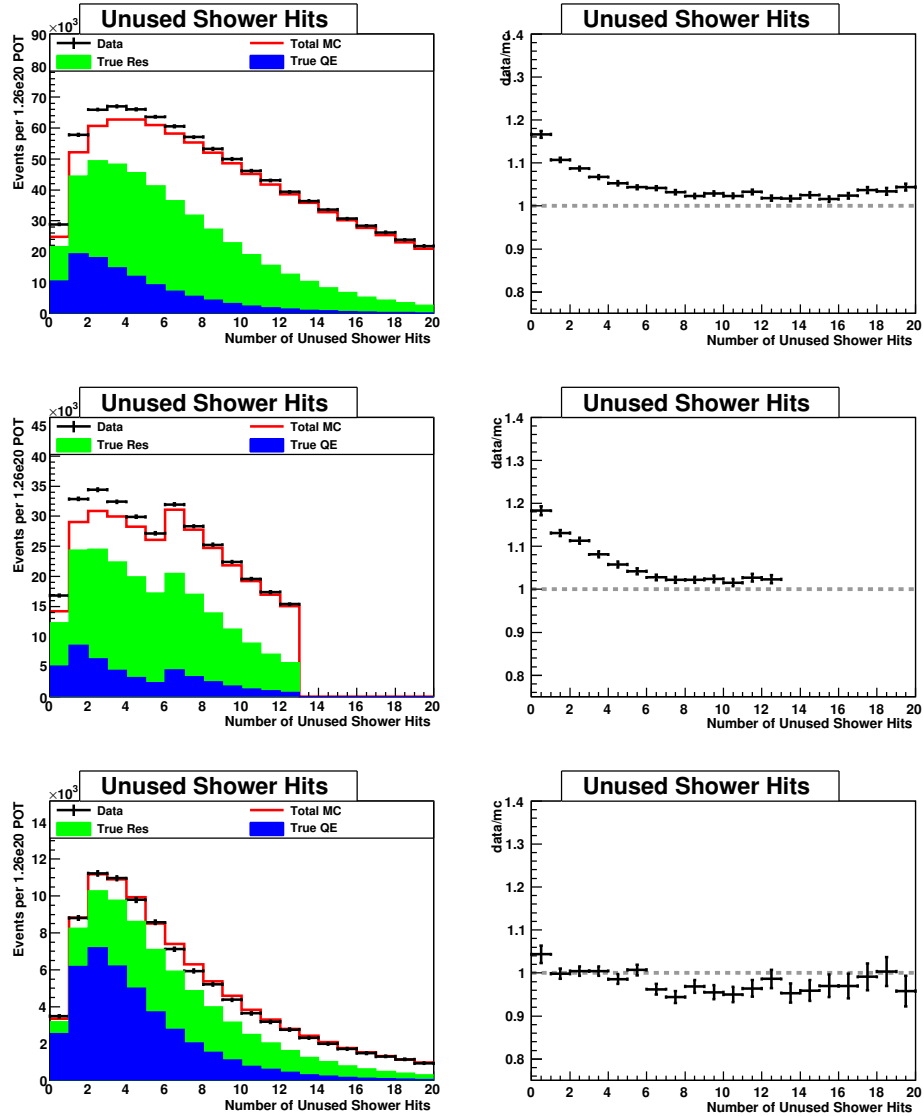 Unused Shower Hits
×10³
Events per 1.26e20 POT
Data
Total MC
True Res
True QE
90
80
70
60
50
40
30
20
10
0
0 2 4 6 8 10 12 14 16 18 20
Number of Unused Shower Hits
Unused Shower Hits
data/mc
1.4
1.3
1.2
1.1
1
0.9
0.8
0 2 4 6 8 10 12 14 16 18 20
Number of Unused Shower Hits
Unused Shower Hits
×10³
Events per 1.26e20 POT
Data
Total MC
True Res
True QE
45
40
35
30
25
20
15
10
5
0
0 2 4 6 8 10 12 14 16 18 20
Number of Unused Shower Hits
Unused Shower Hits
data/mc
1.4
1.3
1.2
1.1
1
0.9
0.8
0 2 4 6 8 10 12 14 16 18 20
Number of Unused Shower Hits
Unused Shower Hits
×10³
Events per 1.26e20 POT
Data
Total MC
True Res
True QE
14
12
10
8
6
4
2
0
0 2 4 6 8 10 12 14 16 18 20
Number of Unused Shower Hits
Unused Shower Hits
data/mc
1.4
1.3
1.2
1.1
1
0.9
0.8
0 2 4 6 8 10 12 14 16 18 20
Number of Unused Shower Hits